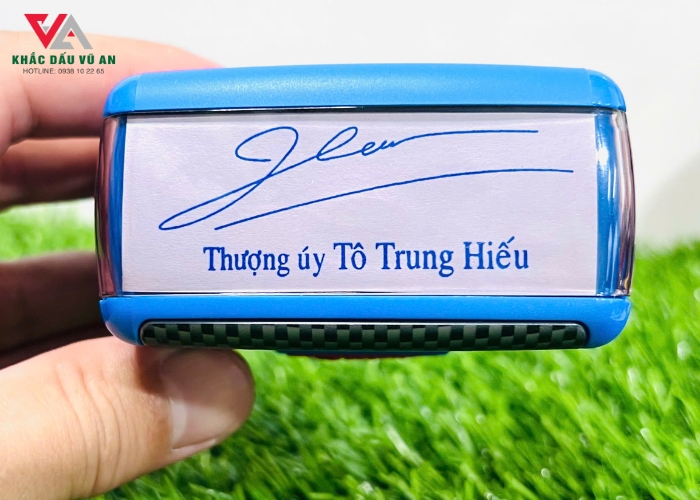 KHẮC DẤU VŨ AN
HOTLINE: 0938 10 22 65
Thượng úy Tô Trung Hiếu